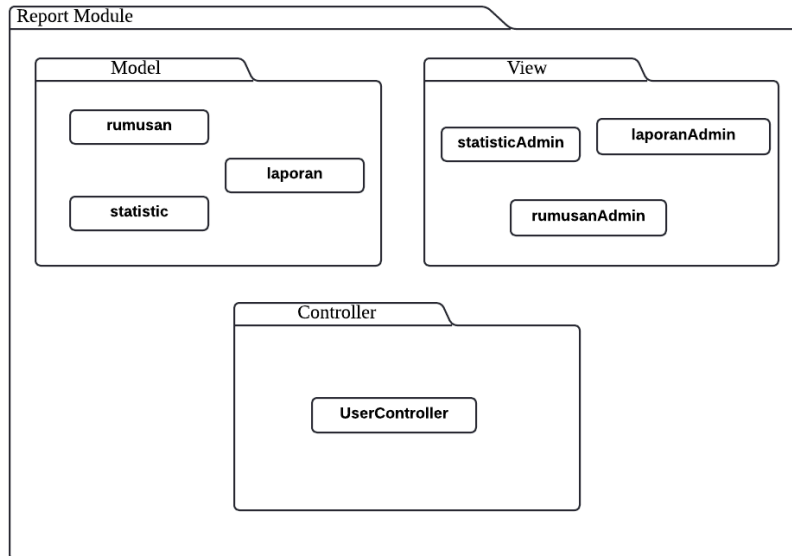 Report Module
Model
rumusan
laporan
statistic
View
statisticAdmin
laporanAdmin
rumusanAdmin
Controller
UserController